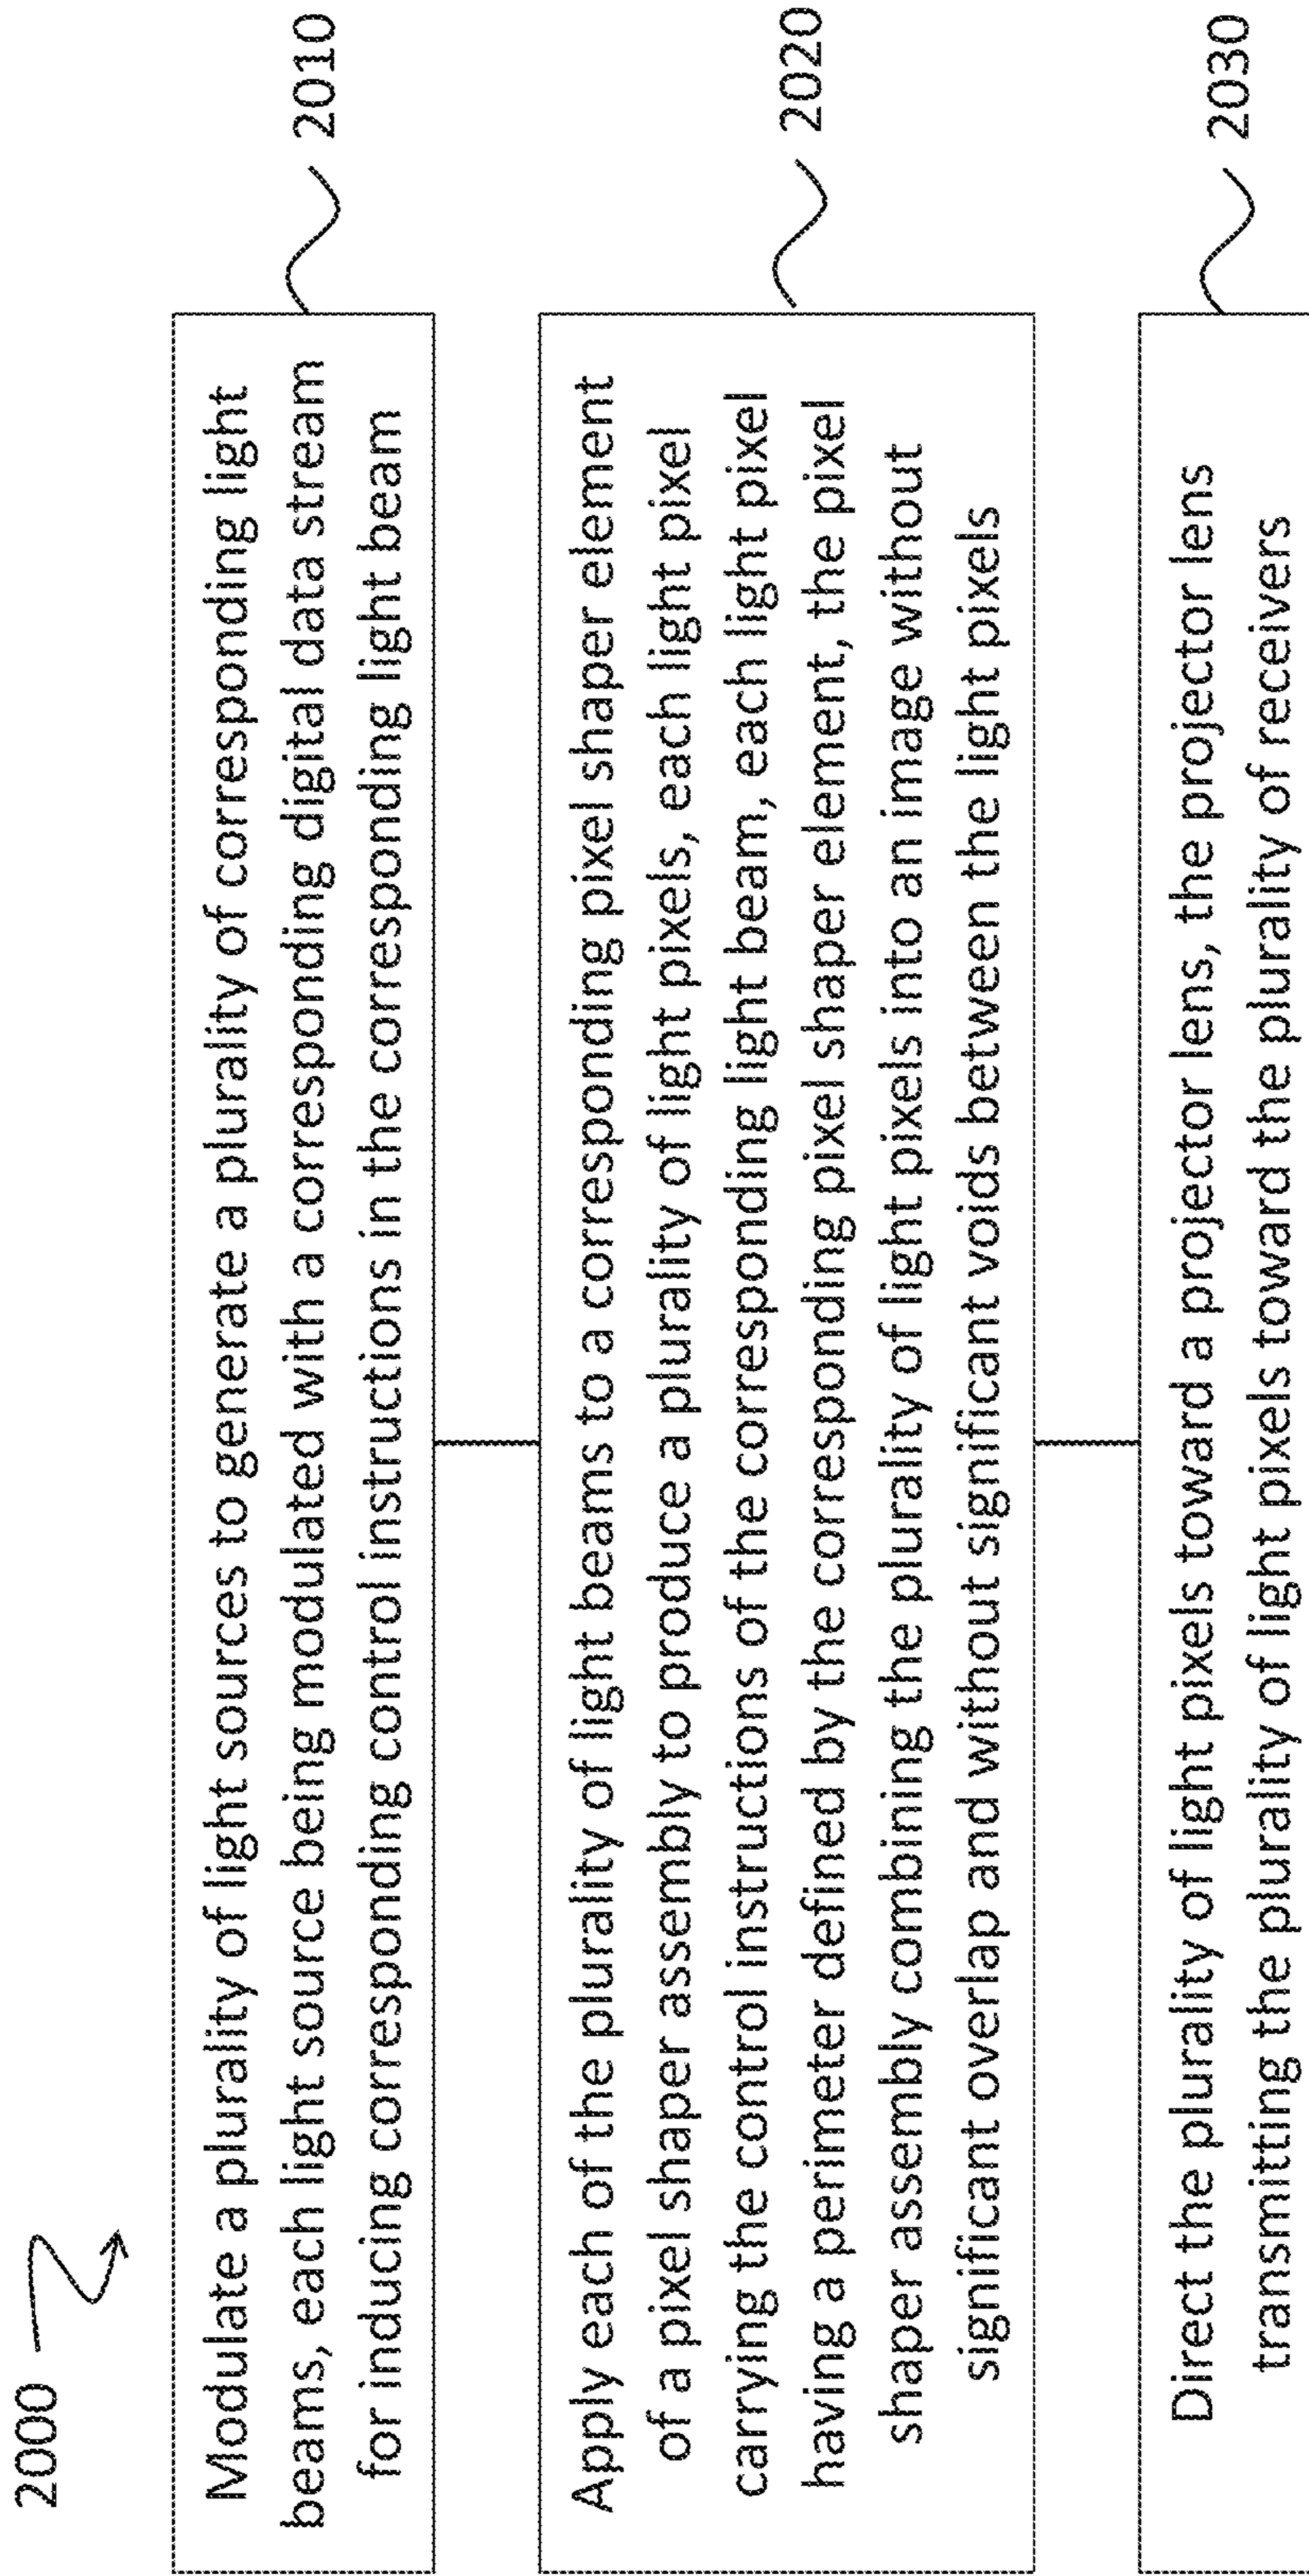 2000
Modulate a plurality of light sources to generate a plurality of corresponding light
beams, each light source being modulated with a corresponding digital data stream
for inducing corresponding control instructions in the corresponding light beam
2010
Apply each of the plurality of light beams to a corresponding pixel shaper element
of a pixel shaper assembly to produce a plurality of light pixels, each light pixel
carrying the control instructions of the corresponding light beam, each light pixel
having a perimeter defined by the corresponding pixel shaper element, the pixel
shaper assembly combining the plurality of light pixels into an image without
significant overlap and without significant voids between the light pixels
2020
Direct the plurality of light pixels toward a projector lens, the projector lens
transmitting the plurality of light pixels toward the plurality of receivers
2030